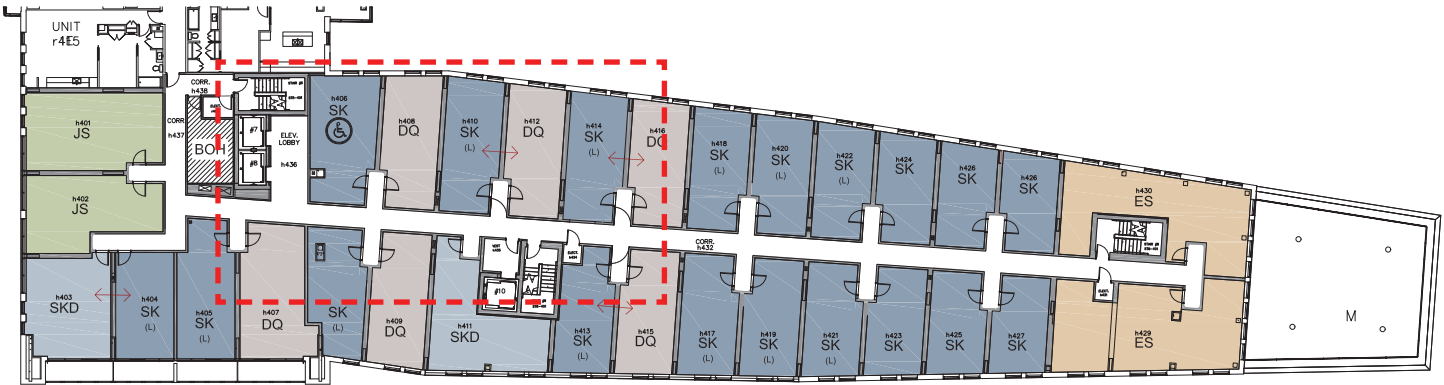 UNIT
r4E5
CORR.
h438
h401
JS
CORR.
h437
BOH
#7
#8
ELEV.
LOBBY
h436
h406
SK
h408
DQ
h410
SK
(L)
h412
DQ
h414
SK
(L)
h416
DQ
h418
SK
(L)
h420
SK
(L)
h422
SK
(L)
h424
SK
h426
SK
h426
SK
h430
ES
h402
JS
CORR.
h432
h403
SKD
h404
SK
(L)
h405
SK
(L)
h407
DQ
SK
(L)
h409
DQ
h411
SKD
#10
h413
SK
(L)
h415
DQ
h417
SK
(L)
h419
SK
(L)
h421
SK
(L)
h423
SK
h425
SK
h427
SK
h429
ES
M